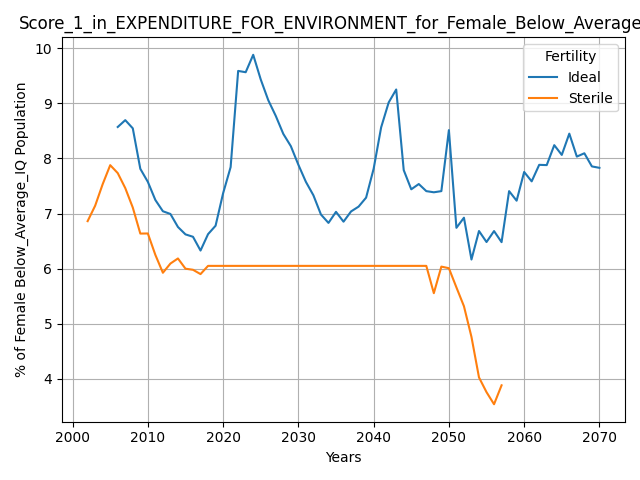 Score_1_in_EXPENDITURE_FOR_ENVIRONMENT_for_Female_Below_Average
10
9
8
7
6
5
4
% of Female Below_Average_IQ Population
Fertility
Ideal
Sterile
2000 2010 2020 2030 2040 2050 2060 2070
Years